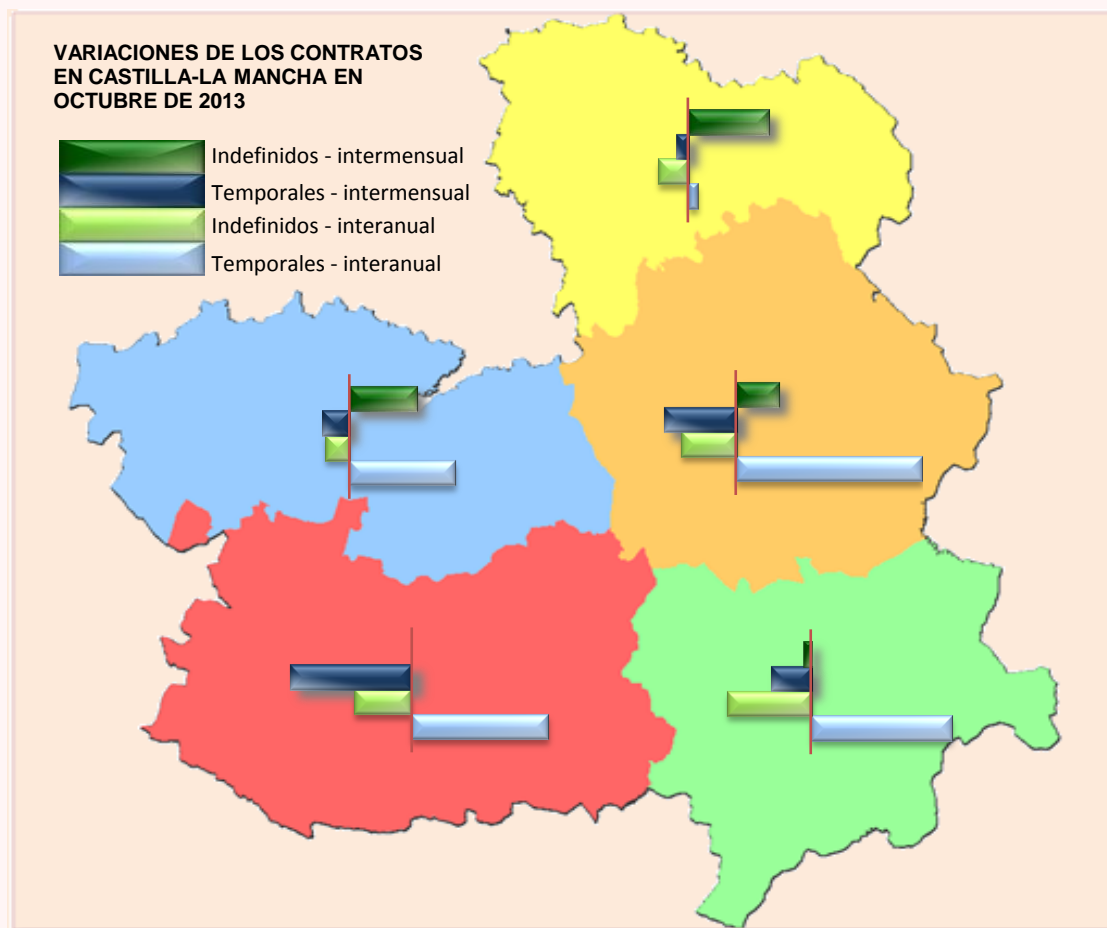 VARIACIONES DE LOS CONTRATOS
EN CASTILLA-LA MANCHA EN
OCTUBRE DE 2013
Indefinidos - intermensual
Temporales - intermensual
Indefinidos - interanual
Temporales - interanual